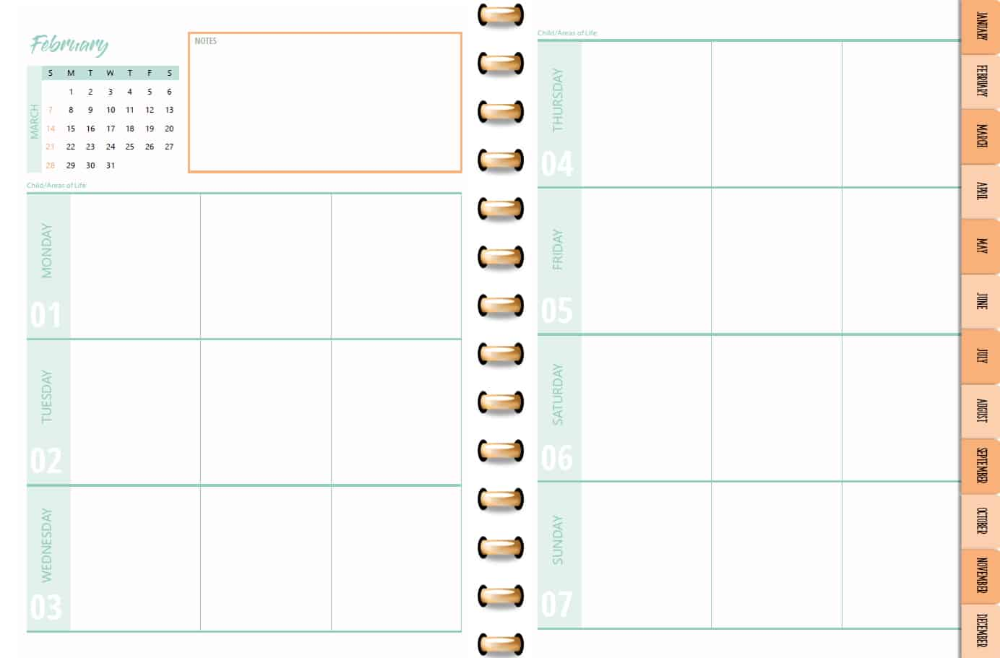 February
NOTES
MARCH
S M T W T F S
1 2 3 4 5 6
7 8 9 10 11 12 13
14 15 16 17 18 19 20
21 22 23 24 25 26 27
28 29 30 31
Child/Areas of Life:
MONDAY
01
TUESDAY
02
WEDNESDAY
03
Child/Areas of Life:
THURSDAY
04
FRIDAY
05
SATURDAY
06
SUNDAY
07
JANUARY
FEBRUARY
MARCH
APRIL
MAY
JUNE
JULY
AUGUST
SEPTEMBER
OCTOBER
NOVEMBER
DECEMBER